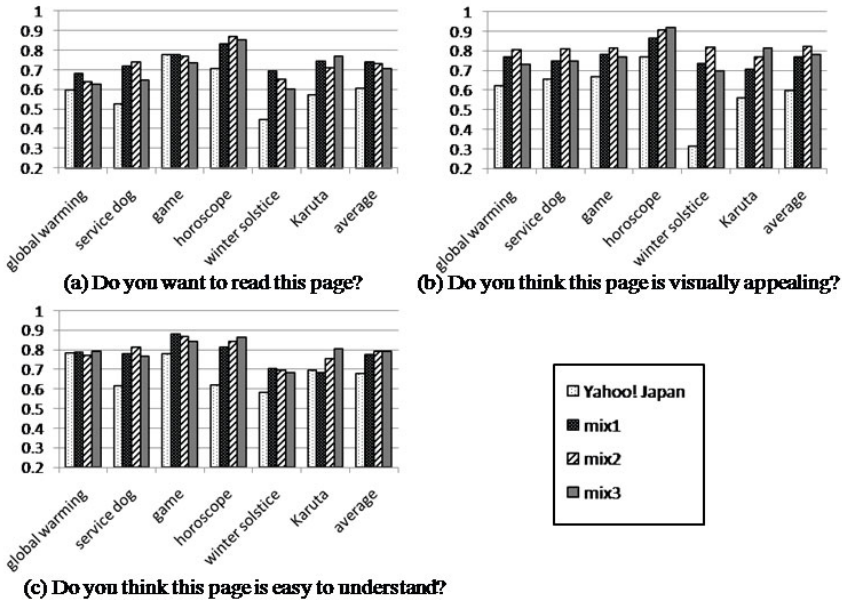 1
0.9
0.8
0.7
0.6
0.5
0.4
0.3
0.2
global warming
service dog
game
horoscope
winter solstice
Karuta
average
(a) Do you want to read this page?
1
0.9
0.8
0.7
0.6
0.5
0.4
0.3
0.2
global warming
service dog
game
horoscope
winter solstice
Karuta
average
(b) Do you think this page is visually appealing?
1
0.9
0.8
0.7
0.6
0.5
0.4
0.3
0.2
global warming
service dog
game
horoscope
winter solstice
Karuta
average
(c) Do you think this page is easy to understand?
Yahoo! Japan
mix1
mix2
mix3